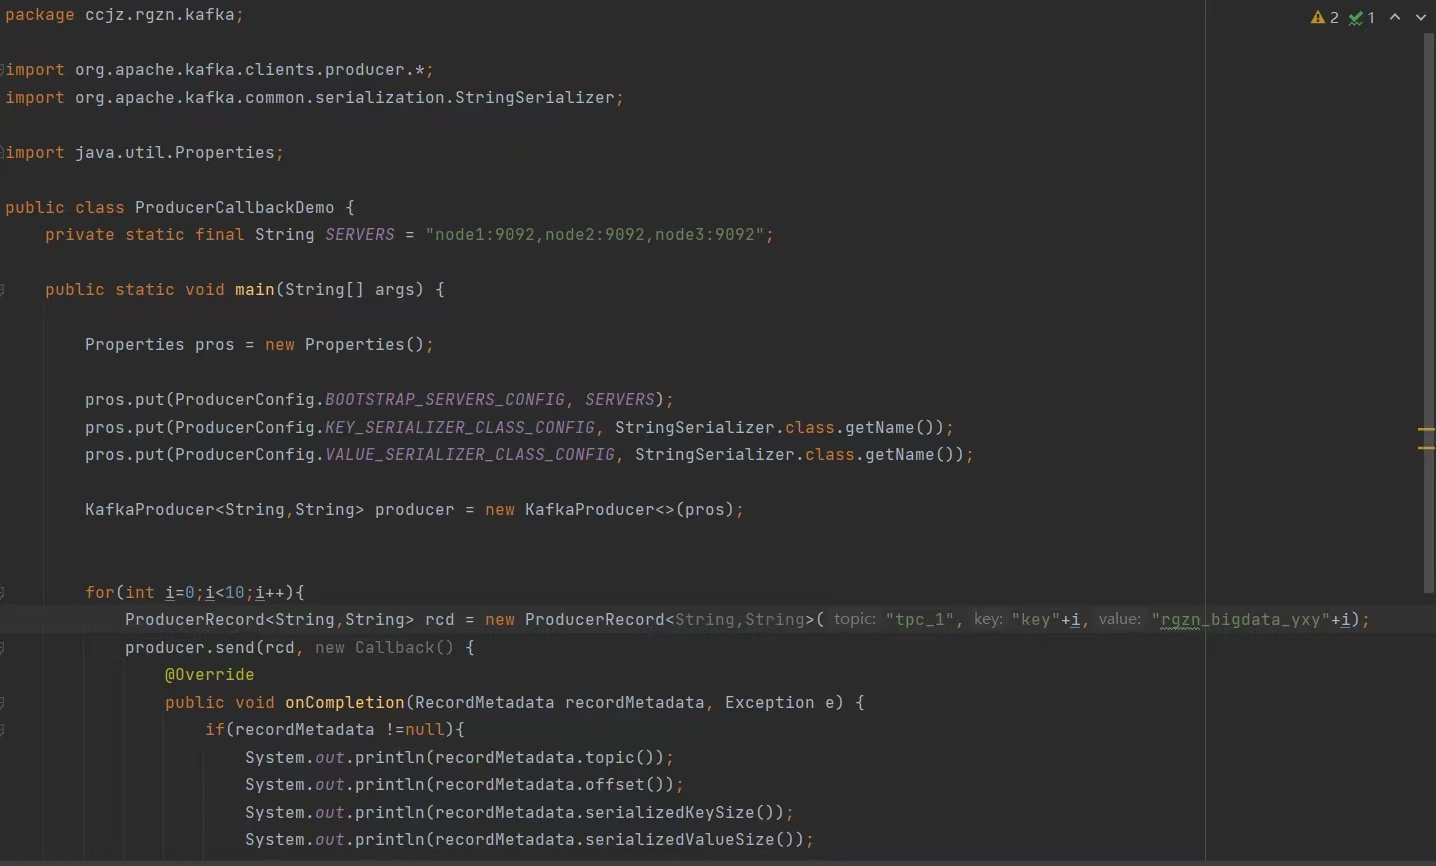 package ccjz.rgzn.kafka;
2 1
import org.apache.kafka.clients.producer.*;
import org.apache.kafka.common.serialization.StringSerializer;
import java.util.Properties;
public class ProducerCallbackDemo {
private static final String SERVERS = "node1:9092,node2:9092,node3:9092";
public static void main(String[] args) {
Properties pros = new Properties();
pros.put(ProducerConfig.BOOTSTRAP_SERVERS_CONFIG, SERVERS);
pros.put(ProducerConfig.KEY_SERIALIZER_CLASS_CONFIG, StringSerializer.class.getName());
pros.put(ProducerConfig.VALUE_SERIALIZER_CLASS_CONFIG, StringSerializer.class.getName());
KafkaProducer<String,String> producer = new KafkaProducer<>(pros);
for(int i=0;i<10;i++){
ProducerRecord<String,String> rcd = new ProducerRecord<String,String>( topic: "tpc_1", key: "key"+i, value: "rgzn_bigdata_yxy"+i);
producer.send(rcd, new Callback() {
@Override
public void onCompletion(RecordMetadata recordMetadata, Exception e) {
if(recordMetadata !=null){
System.out.println(recordMetadata.topic());
System.out.println(recordMetadata.offset());
System.out.println(recordMetadata.serializedKeySize());
System.out.println(recordMetadata.serializedValueSize());